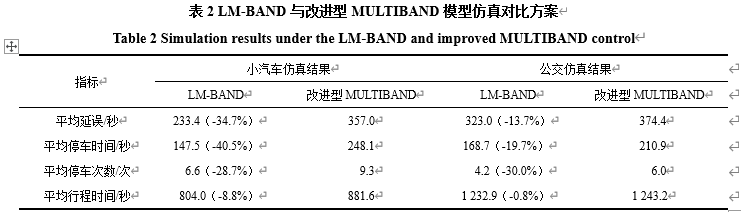 表 2 LM-BAND 与改进型 MULTIBAND 模型仿真对比方案
Table 2 Simulation results under the LM-BAND and improved MULTIBAND control
指标 小汽车仿真结果 公交仿真结果
LM-BAND 改进型 MULTIBAND LM-BAND 改进型 MULTIBAND
平均延误/秒 233.4（-34.7%） 357.0 323.0（-13.7%） 374.4
平均停车时间/秒 147.5（-40.5%） 248.1 168.7（-19.7%） 210.9
平均停车次数/次 6.6（-28.7%） 9.3 4.2（-30.0%） 6.0
平均行程时间/秒 804.0（-8.8%） 881.6 1 232.9（-0.8%） 1 243.2